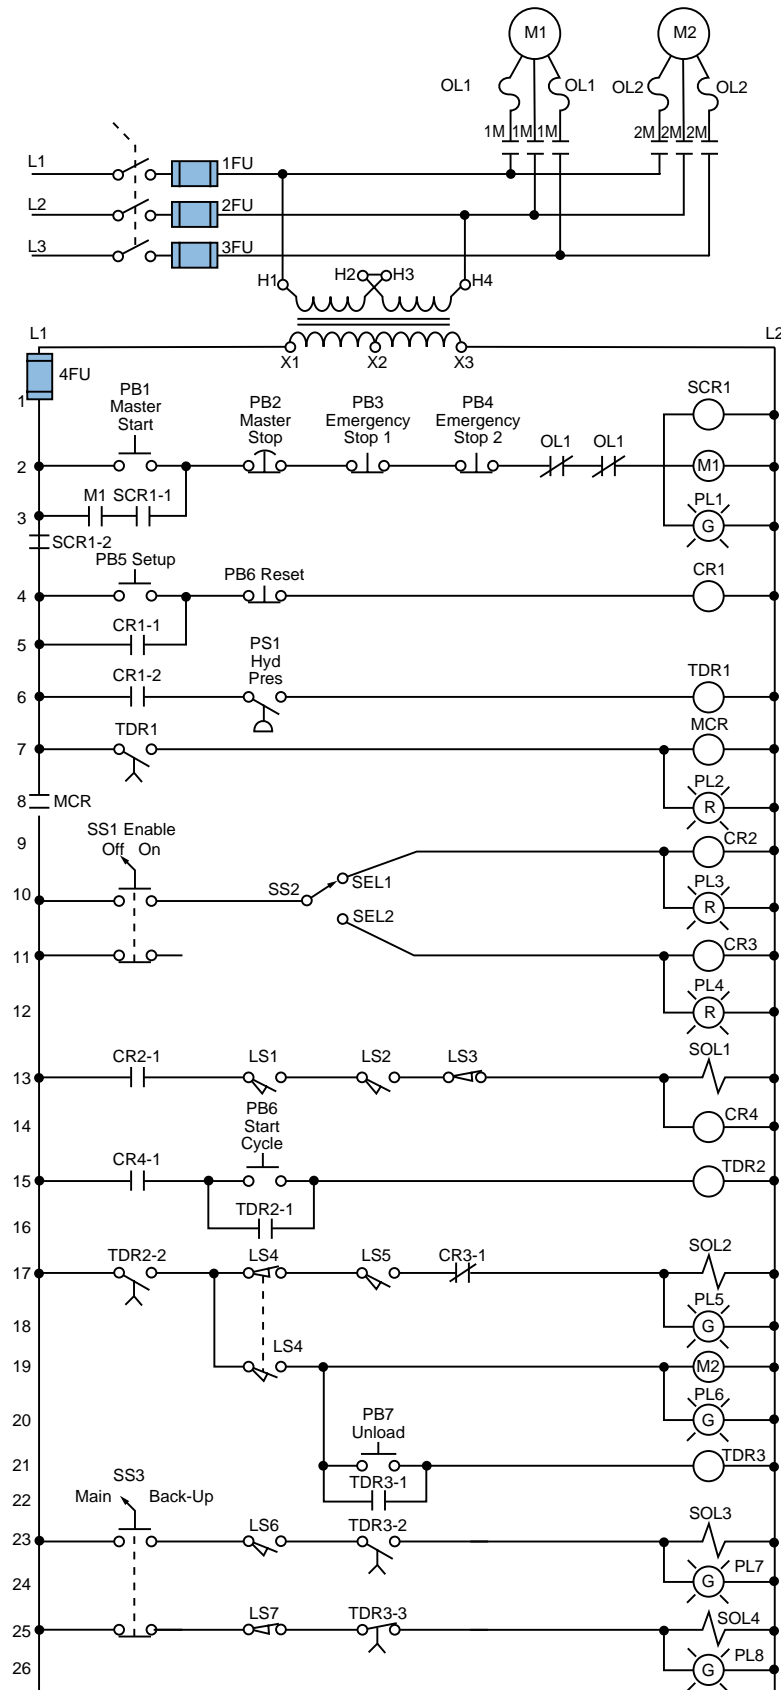 M1 M2
OL1 OL1 OL2 OL2
1M 1M 1M 2M 2M 2M
L1 1FU
L2 2FU
L3 3FU
H1 H2 H3 H4
L1 L2
X1 X2 X3
4FU
1
PB1 Master Start
PB2 Master Stop
PB3 Emergency Stop 1
PB4 Emergency Stop 2
OL1 OL1
SCR1
2
M1
3
M1 SCR1-1
PL1
G
SCR1-2
PB5 Setup
PB6 Reset
CR1
4
5
CR1-1
PS1 Hyd Pres
6
CR1-2
TDR1
7
TDR1
MCR
8
MCR
PL2
R
9
SS1 Enable
Off On
CR2
10
SS2
SEL1
SEL2
PL3
R
11
CR3
12
PL4
R
13
CR2-1
LS1
LS2
LS3
SOL1
14
PB6 Start Cycle
CR4
15
CR4-1
TDR2
16
TDR2-1
17
TDR2-2
LS4
LS5
CR3-1
SOL2
18
PL5
G
19
LS4
M2
20
PB7 Unload
PL6
G
21
TDR3
22
TDR3-1
SS3
Main Back-Up
23
LS6
TDR3-2
SOL3
24
PL7
G
25
LS7
TDR3-3
SOL4
26
PL8
G